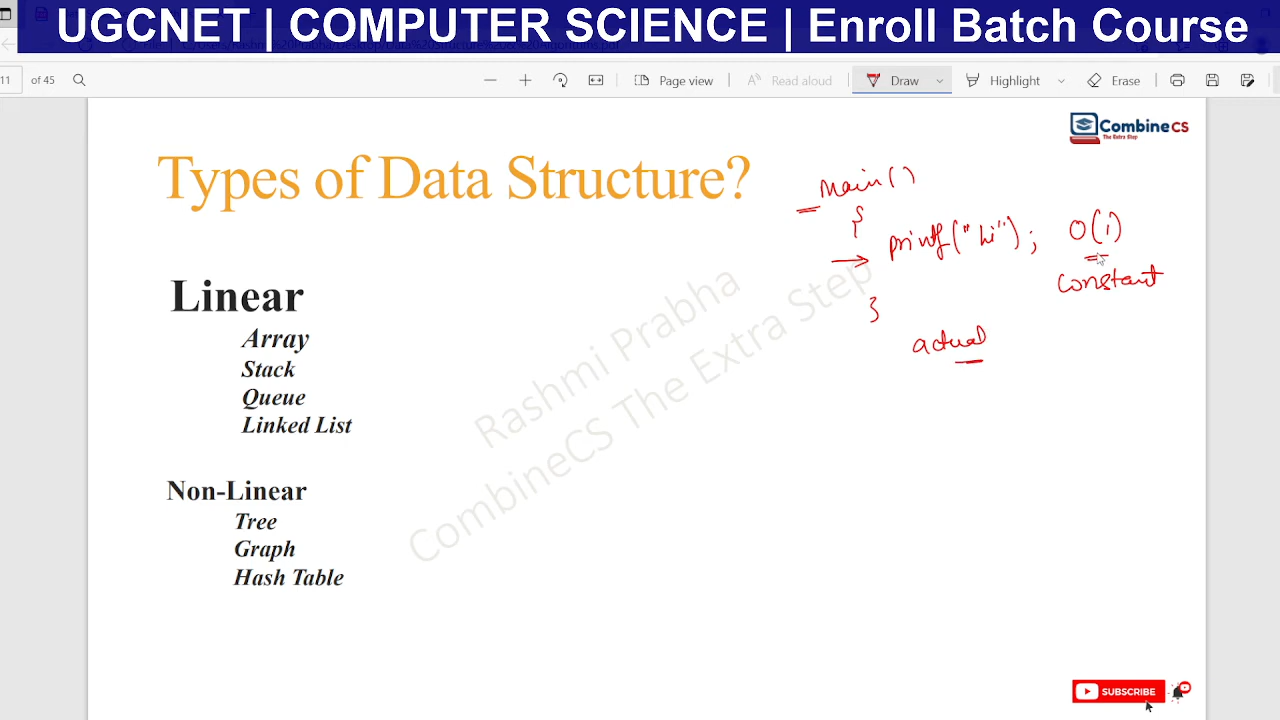 UGCNET | COMPUTER SCIENCE | Enroll Batch Course
11 of 45 Page view Read aloud Draw Highlight Erase
CombineCS
The Extra Step
Types of Data Structure?
Main()
{
printf("hi"); O(1)
constant
}
actual
Linear
Array
Stack
Queue
Linked List
Non-Linear
Tree
Graph
Hash Table
Rashmi Prabha
CombineCS The Extra Step
SUBSCRIBE